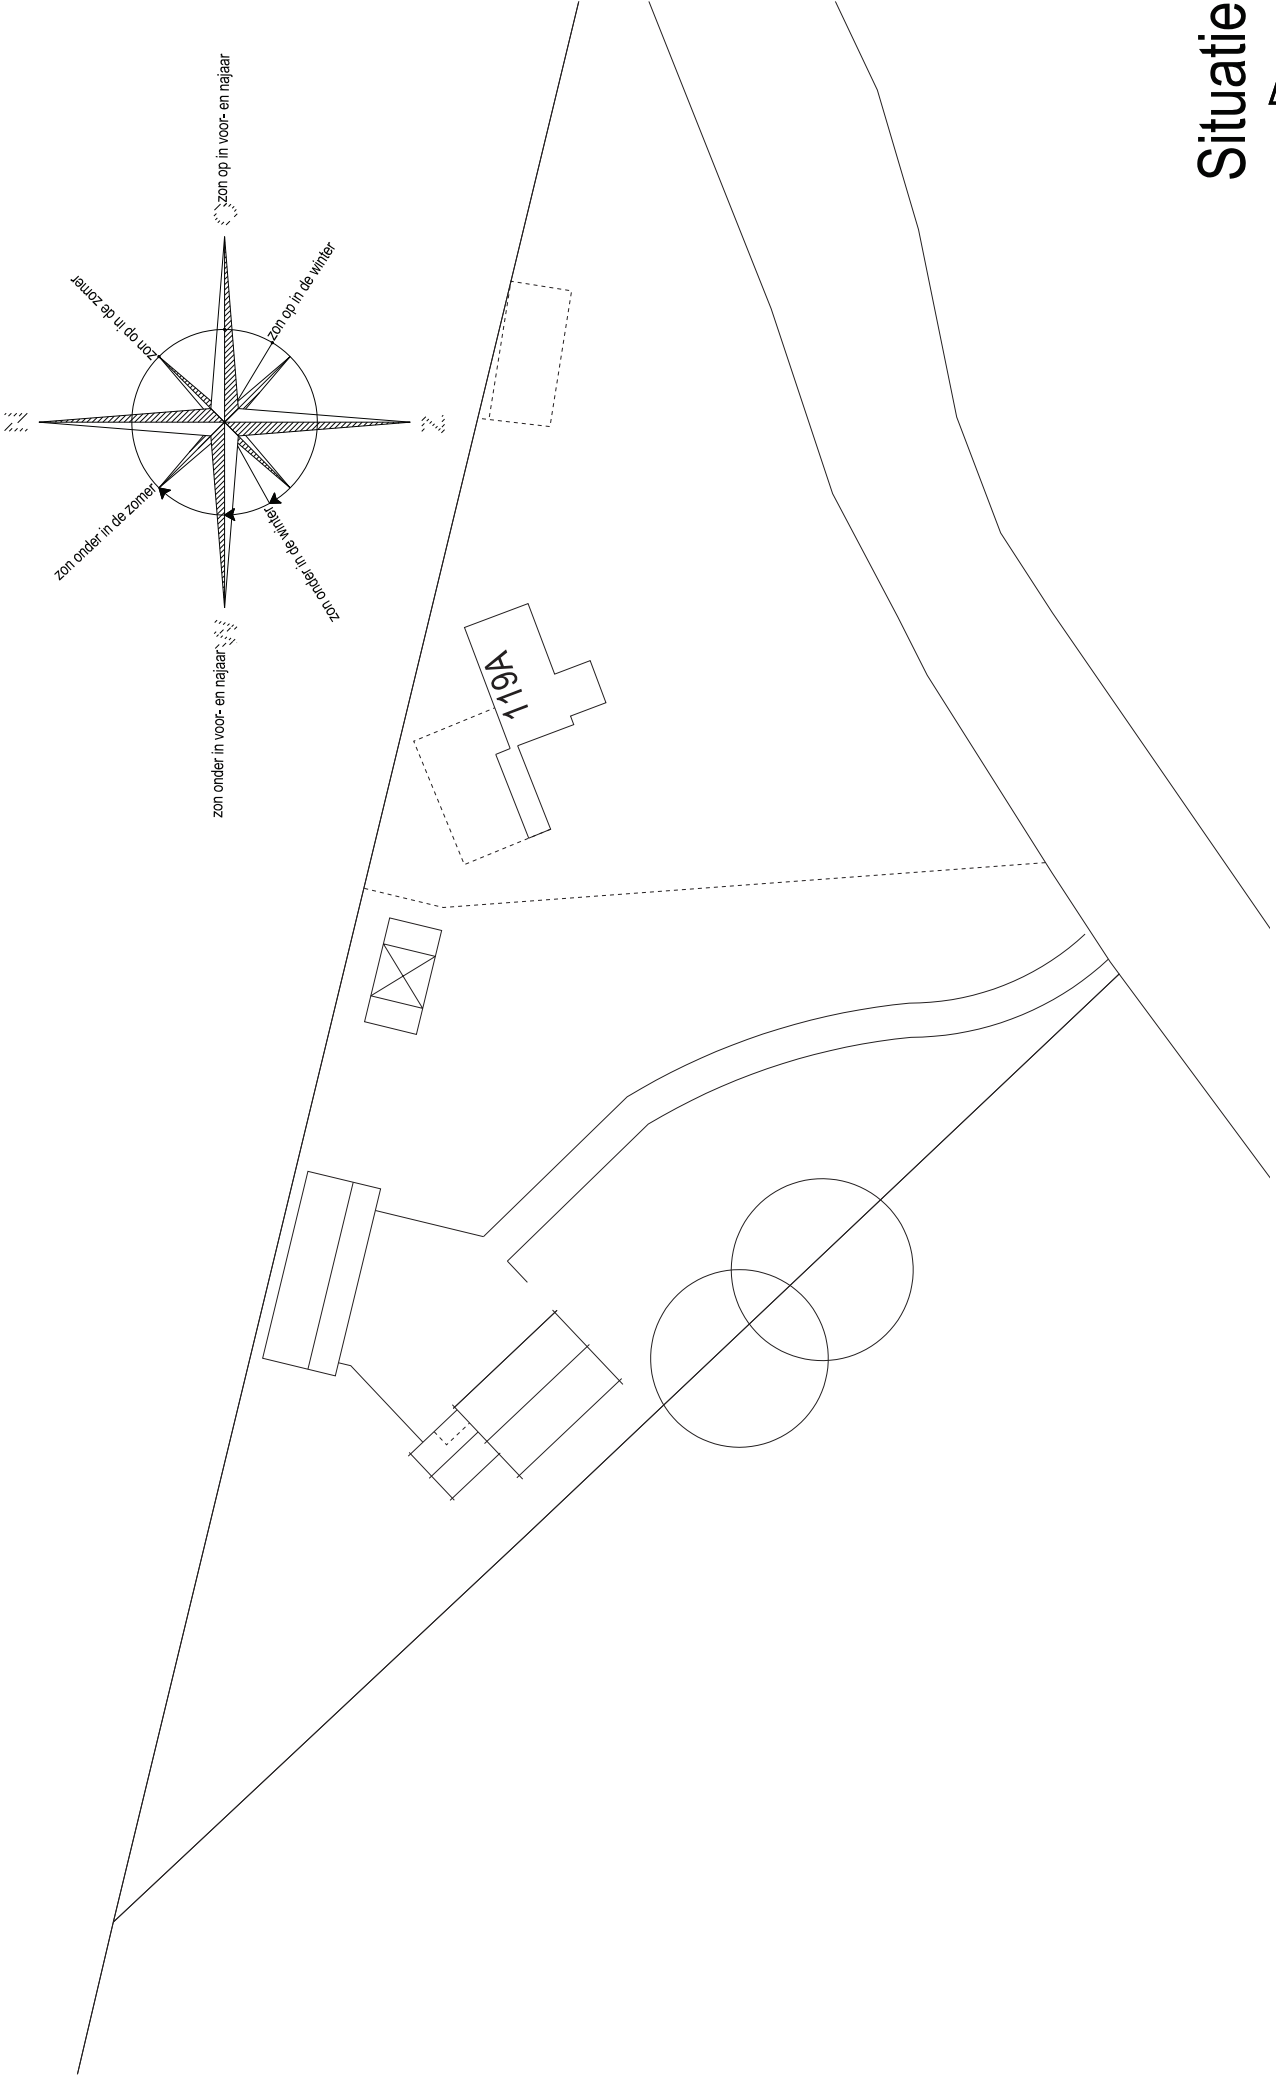 Situatie
N
zon op in de zomer
O
zon op in voor- en najaar
zon op in de winter
Z
zon onder in de winter
W
zon onder in voor- en najaar
zon onder in de zomer
119A